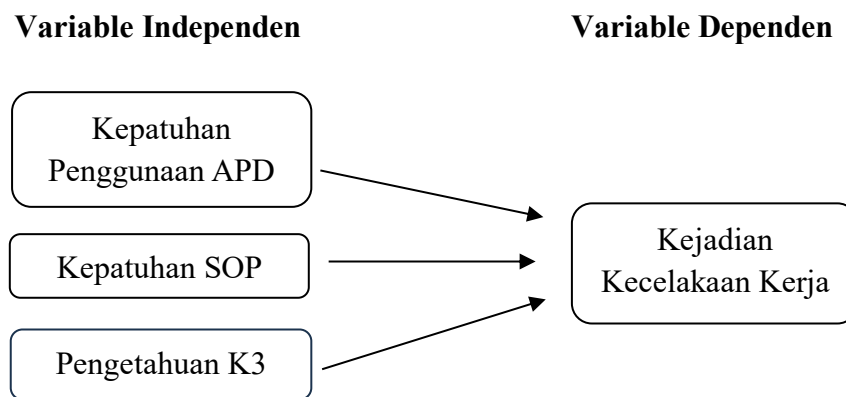 Variable Independen
Variable Dependen
Kepatuhan
Penggunaan APD
Kepatuhan SOP
Pengetahuan K3
Kejadian
Kecelakaan Kerja